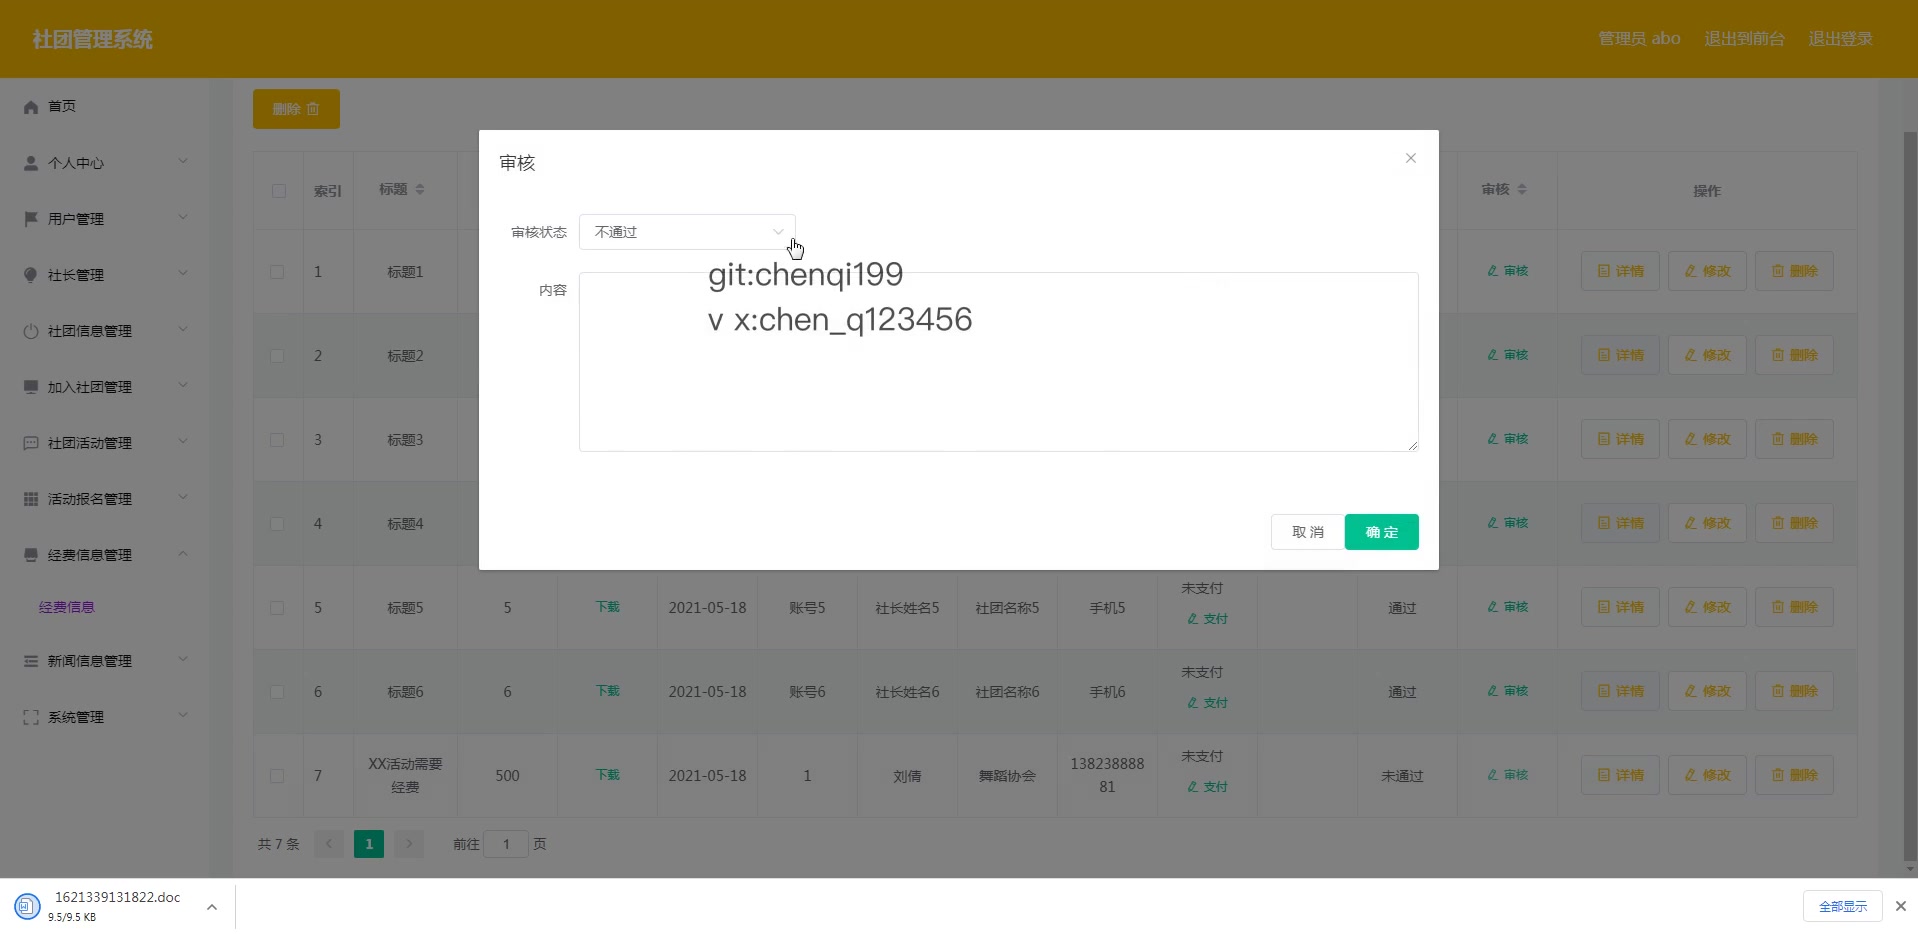 社团管理系统
管理员 abo 退出到前台 退出登录
首页
个人中心
用户管理
社长管理
社团信息管理
加入社团管理
社团活动管理
活动报名管理
经费信息管理
经费信息
新闻信息管理
系统管理
删除
索引 标题 审核 操作
1 标题1 审核 详情 修改 删除
2 标题2 审核 详情 修改 删除
3 标题3 审核 详情 修改 删除
4 标题4 审核 详情 修改 删除
5 标题5 5 下载 2021-05-18 账号5 社长姓名5 社团名称5 手机5 未支付 支付 通过 审核 详情 修改 删除
6 标题6 6 下载 2021-05-18 账号6 社长姓名6 社团名称6 手机6 未支付 支付 通过 审核 详情 修改 删除
7 XX活动需要经费 500 下载 2021-05-18 1 刘倩 舞蹈协会 13823888881 未支付 支付 未通过 审核 详情 修改 删除
共 7 条 1 前往 1 页
审核
审核状态 不通过
内容
git:chenqi199
v x:chen_q123456
取 消 确 定
1621339131822.doc
9.5/9.5 KB
全部显示